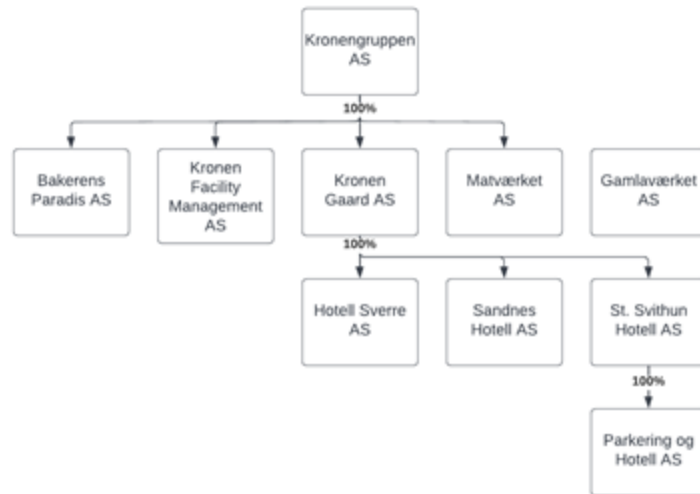 Kronengruppen
AS
100%
Bakerens
Paradis AS
Kronen
Facility
Management
AS
Kronen
Gaard AS
Matværket
AS
Gamlaværket
AS
100%
Hotell Sverre
AS
Sandnes
Hotell AS
St. Svithun
Hotell AS
100%
Parkering og
Hotell AS